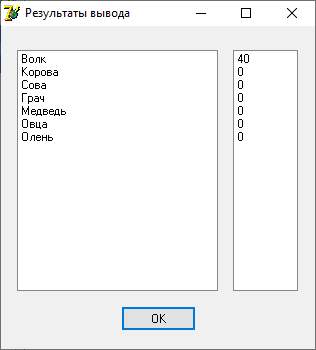 Результаты вывода
Волк 40
Корова 0
Сова 0
Грач 0
Медведь 0
Овца 0
Олень 0
OK